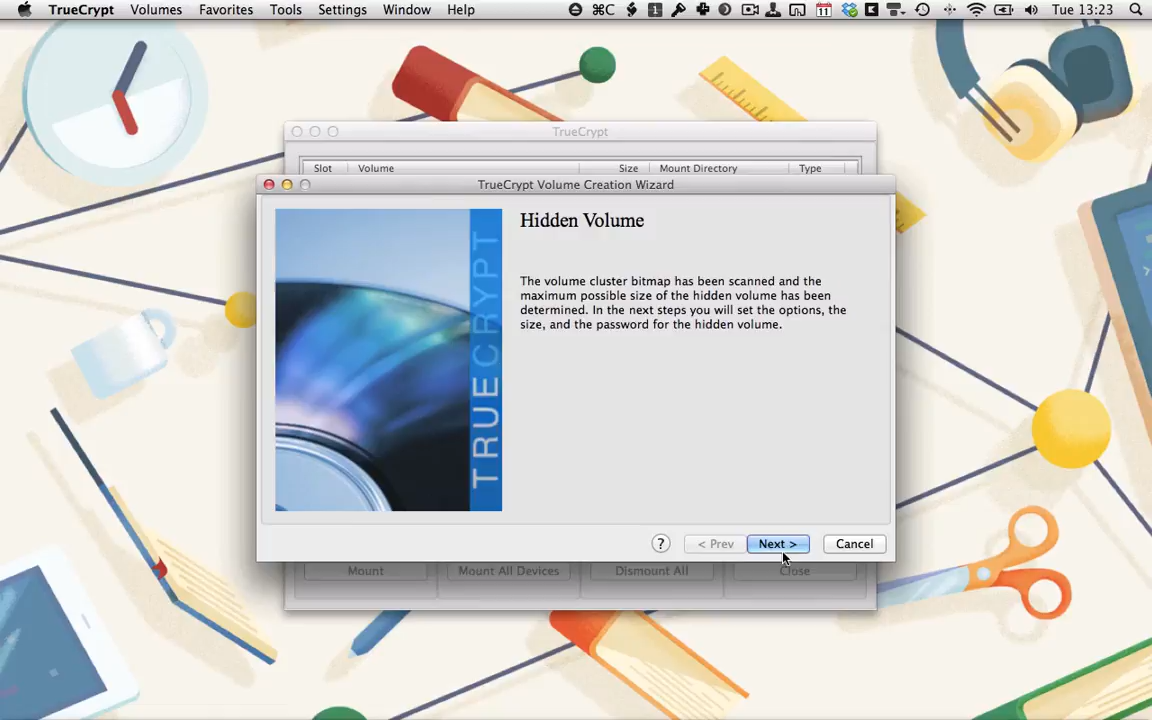 TrueCrypt Volumes Favorites Tools Settings Window Help ⌘C 1 11 Tue 13:23
TrueCrypt
Slot Volume Size Mount Directory Type
TrueCrypt Volume Creation Wizard
TRUECRYPT
Hidden Volume
The volume cluster bitmap has been scanned and the
maximum possible size of the hidden volume has been
determined. In the next steps you will set the options, the
size, and the password for the hidden volume.
? < Prev Next > Cancel
Mount Mount All Devices Dismount All Close